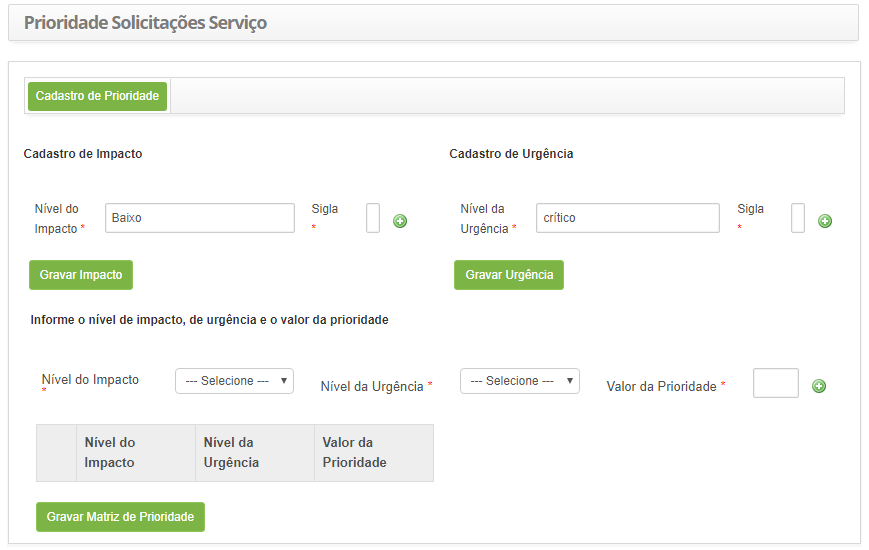 Prioridade Solicitações Serviço
Cadastro de Prioridade
Cadastro de Impacto
Cadastro de Urgência
Nível do
Impacto *
Baixo
Sigla
*
Nível da
Urgência *
crítico
Sigla
*
Gravar Impacto
Gravar Urgência
Informe o nível de impacto, de urgência e o valor da prioridade
Nível do Impacto
*
--- Selecione ---
Nível da Urgência *
--- Selecione ---
Valor da Prioridade *
Nível do
Impacto
Nível da
Urgência
Valor da
Prioridade
Gravar Matriz de Prioridade